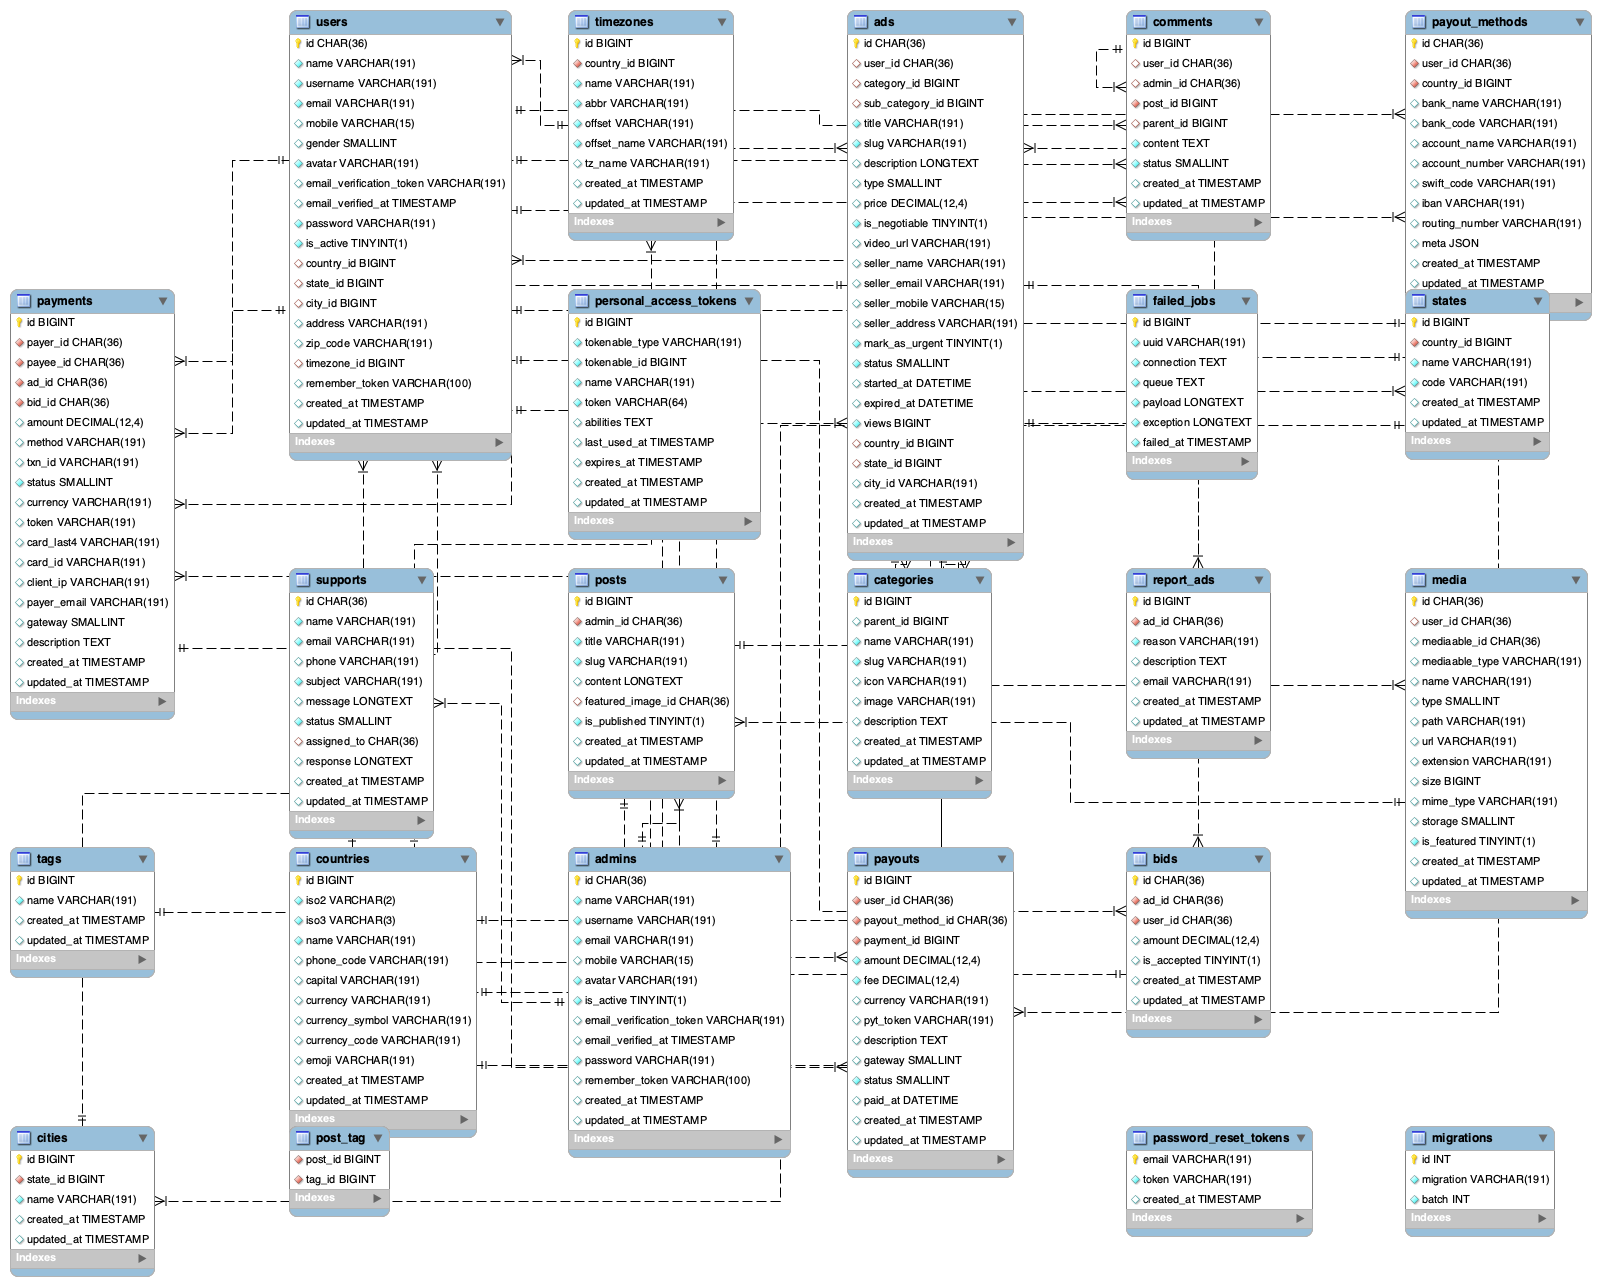 users
id CHAR(36)
name VARCHAR(191)
username VARCHAR(191)
email VARCHAR(191)
mobile VARCHAR(15)
gender SMALLINT
avatar VARCHAR(191)
email_verification_token VARCHAR(191)
email_verified_at TIMESTAMP
password VARCHAR(191)
is_active TINYINT(1)
country_id BIGINT
state_id BIGINT
city_id BIGINT
address VARCHAR(191)
zip_code VARCHAR(191)
timezone_id BIGINT
remember_token VARCHAR(100)
created_at TIMESTAMP
updated_at TIMESTAMP
Indexes
timezones
id BIGINT
country_id BIGINT
name VARCHAR(191)
abbr VARCHAR(191)
offset VARCHAR(191)
offset_name VARCHAR(191)
tz_name VARCHAR(191)
created_at TIMESTAMP
updated_at TIMESTAMP
Indexes
ads
id CHAR(36)
user_id CHAR(36)
category_id BIGINT
sub_category_id BIGINT
title VARCHAR(191)
slug VARCHAR(191)
description LONGTEXT
type SMALLINT
price DECIMAL(12,4)
is_negotiable TINYINT(1)
video_url VARCHAR(191)
seller_name VARCHAR(191)
seller_email VARCHAR(191)
seller_mobile VARCHAR(15)
seller_address VARCHAR(191)
mark_as_urgent TINYINT(1)
status SMALLINT
started_at DATETIME
expired_at DATETIME
views BIGINT
country_id BIGINT
state_id BIGINT
city_id VARCHAR(191)
created_at TIMESTAMP
updated_at TIMESTAMP
Indexes
comments
id BIGINT
user_id CHAR(36)
admin_id CHAR(36)
post_id BIGINT
parent_id BIGINT
content TEXT
status SMALLINT
created_at TIMESTAMP
updated_at TIMESTAMP
Indexes
payout_methods
id CHAR(36)
user_id CHAR(36)
country_id BIGINT
bank_name VARCHAR(191)
bank_code VARCHAR(191)
account_name VARCHAR(191)
account_number VARCHAR(191)
swift_code VARCHAR(191)
iban VARCHAR(191)
routing_number VARCHAR(191)
meta JSON
created_at TIMESTAMP
updated_at TIMESTAMP
payments
id BIGINT
payer_id CHAR(36)
payee_id CHAR(36)
ad_id CHAR(36)
bid_id CHAR(36)
amount DECIMAL(12,4)
method VARCHAR(191)
txn_id VARCHAR(191)
status SMALLINT
currency VARCHAR(191)
token VARCHAR(191)
card_last4 VARCHAR(191)
card_id VARCHAR(191)
client_ip VARCHAR(191)
payer_email VARCHAR(191)
gateway SMALLINT
description TEXT
created_at TIMESTAMP
updated_at TIMESTAMP
Indexes
personal_access_tokens
id BIGINT
tokenable_type VARCHAR(191)
tokenable_id BIGINT
name VARCHAR(191)
token VARCHAR(64)
abilities TEXT
last_used_at TIMESTAMP
expires_at TIMESTAMP
created_at TIMESTAMP
updated_at TIMESTAMP
Indexes
failed_jobs
id BIGINT
uuid VARCHAR(191)
connection TEXT
queue TEXT
payload LONGTEXT
exception LONGTEXT
failed_at TIMESTAMP
Indexes
states
id BIGINT
country_id BIGINT
name VARCHAR(191)
code VARCHAR(191)
created_at TIMESTAMP
updated_at TIMESTAMP
Indexes
supports
id CHAR(36)
name VARCHAR(191)
email VARCHAR(191)
phone VARCHAR(191)
subject VARCHAR(191)
message LONGTEXT
status SMALLINT
assigned_to CHAR(36)
response LONGTEXT
created_at TIMESTAMP
updated_at TIMESTAMP
Indexes
posts
id BIGINT
admin_id CHAR(36)
title VARCHAR(191)
slug VARCHAR(191)
content LONGTEXT
featured_image_id CHAR(36)
is_published TINYINT(1)
created_at TIMESTAMP
updated_at TIMESTAMP
Indexes
categories
id BIGINT
parent_id BIGINT
name VARCHAR(191)
slug VARCHAR(191)
icon VARCHAR(191)
image VARCHAR(191)
description TEXT
created_at TIMESTAMP
updated_at TIMESTAMP
Indexes
report_ads
id BIGINT
ad_id CHAR(36)
reason VARCHAR(191)
description TEXT
email VARCHAR(191)
created_at TIMESTAMP
updated_at TIMESTAMP
Indexes
media
id CHAR(36)
user_id CHAR(36)
mediaable_id CHAR(36)
mediaable_type VARCHAR(191)
name VARCHAR(191)
type SMALLINT
path VARCHAR(191)
url VARCHAR(191)
extension VARCHAR(191)
size BIGINT
mime_type VARCHAR(191)
storage SMALLINT
is_featured TINYINT(1)
created_at TIMESTAMP
updated_at TIMESTAMP
Indexes
tags
id BIGINT
name VARCHAR(191)
created_at TIMESTAMP
updated_at TIMESTAMP
Indexes
countries
id BIGINT
iso2 VARCHAR(2)
iso3 VARCHAR(3)
name VARCHAR(191)
phone_code VARCHAR(191)
capital VARCHAR(191)
currency VARCHAR(191)
currency_symbol VARCHAR(191)
currency_code VARCHAR(191)
emoji VARCHAR(191)
created_at TIMESTAMP
updated_at TIMESTAMP
Indexes
admins
id CHAR(36)
name VARCHAR(191)
username VARCHAR(191)
email VARCHAR(191)
mobile VARCHAR(15)
avatar VARCHAR(191)
is_active TINYINT(1)
email_verification_token VARCHAR(191)
email_verified_at TIMESTAMP
password VARCHAR(191)
remember_token VARCHAR(100)
created_at TIMESTAMP
updated_at TIMESTAMP
Indexes
payouts
id BIGINT
user_id CHAR(36)
payout_method_id CHAR(36)
payment_id BIGINT
amount DECIMAL(12,4)
fee DECIMAL(12,4)
currency VARCHAR(191)
pyt_token VARCHAR(191)
description TEXT
gateway SMALLINT
status SMALLINT
paid_at DATETIME
created_at TIMESTAMP
updated_at TIMESTAMP
Indexes
bids
id CHAR(36)
ad_id CHAR(36)
user_id CHAR(36)
amount DECIMAL(12,4)
is_accepted TINYINT(1)
created_at TIMESTAMP
updated_at TIMESTAMP
Indexes
cities
id BIGINT
state_id BIGINT
name VARCHAR(191)
created_at TIMESTAMP
updated_at TIMESTAMP
Indexes
post_tag
post_id BIGINT
tag_id BIGINT
Indexes
password_reset_tokens
email VARCHAR(191)
token VARCHAR(191)
created_at TIMESTAMP
Indexes
migrations
id INT
migration VARCHAR(191)
batch INT
Indexes